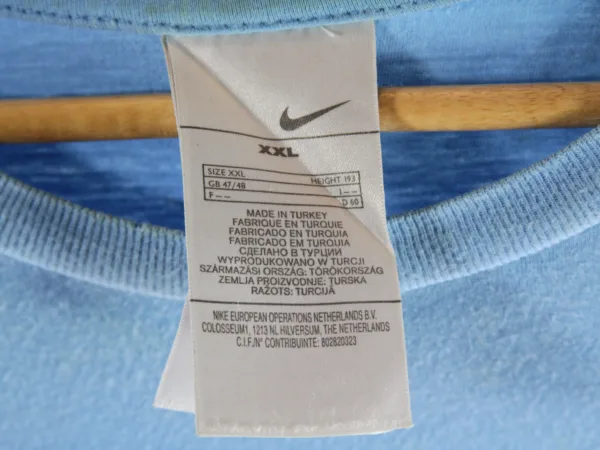 XXL
SIZE XXL HEIGHT 193
GB 47/48 I – –
F – – D 60
MADE IN TURKEY
FABRIQUE EN TURQUIE
FABRICADO EN TURQUIA
FABRICADO EM TURQUIA
СДЕЛАНО В ТУРЦИИ
WYPRODUKOWANO W TURCJI
SZÁRMAZÁSI ORSZÁG: TÖRÖKORSZÁG
ZEMLJA PROIZVODNJE: TURSKA
RAŽOTS: TURCIJĀ
NIKE EUROPEAN OPERATIONS NETHERLANDS B.V.
COLOSSEUM1, 1213 NL HILVERSUM, THE NETHERLANDS
C.I.F./N° CONTRIBUINTE: 802820323